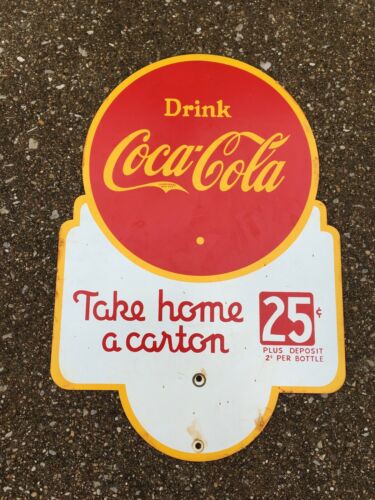 Drink
Coca-Cola
Take home
a carton
25¢
PLUS DEPOSIT
2¢ PER BOTTLE